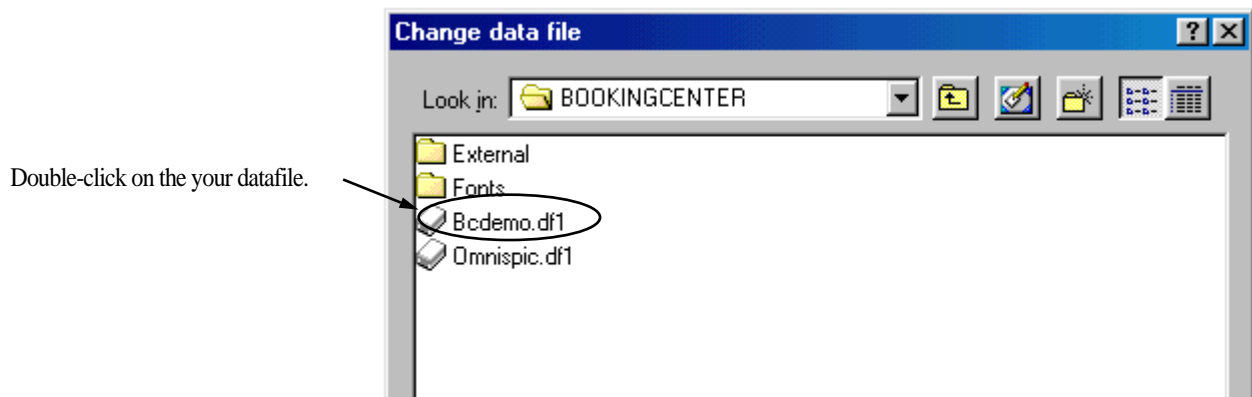 Change data file
Look in: BOOKINGCENTER
External
Double-click on the your datafile.
Fonts
Bcdemo.df1
Omnispic.df1